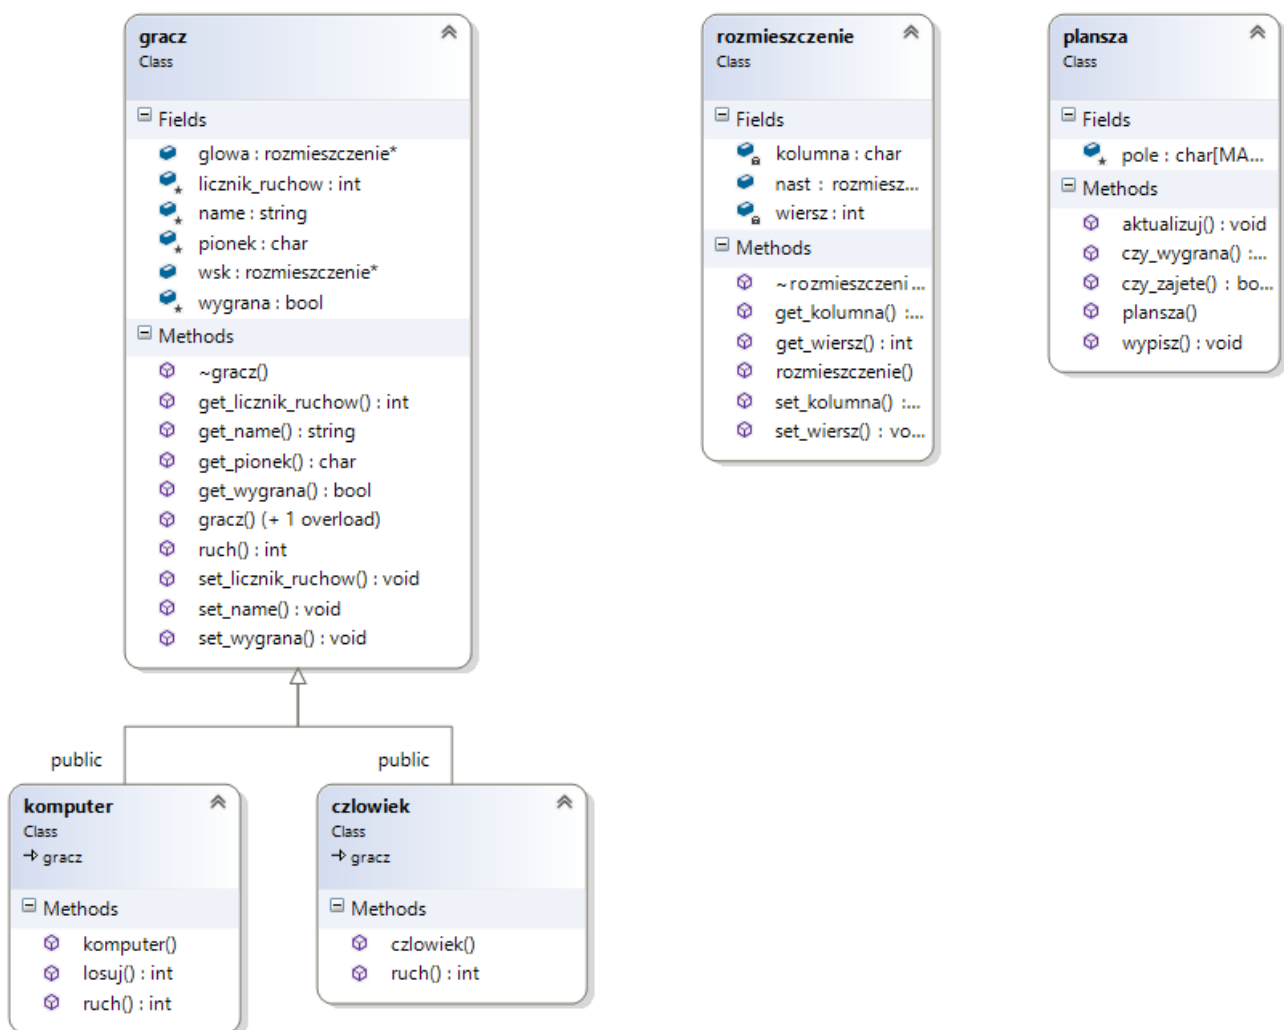 gracz
Class
Fields
glowa : rozmieszczenie*
licznik_ruchow : int
name : string
pionek : char
wsk : rozmieszczenie*
wygrana : bool
Methods
~gracz()
get_licznik_ruchow() : int
get_name() : string
get_pionek() : char
get_wygrana() : bool
gracz() (+ 1 overload)
ruch() : int
set_licznik_ruchow() : void
set_name() : void
set_wygrana() : void
rozmieszczenie
Class
Fields
kolumna : char
nast : rozmiesz...
wiersz : int
Methods
~rozmieszczeni...
get_kolumna() :...
get_wiersz() : int
rozmieszczenie()
set_kolumna() :...
set_wiersz() : vo...
plansza
Class
Fields
pole : char[MA...
Methods
aktualizuj() : void
czy_wygrana() :...
czy_zajete() : bo...
plansza()
wypisz() : void
public
public
komputer
Class
gracz
Methods
komputer()
losuj() : int
ruch() : int
czlowiek
Class
gracz
Methods
czlowiek()
ruch() : int